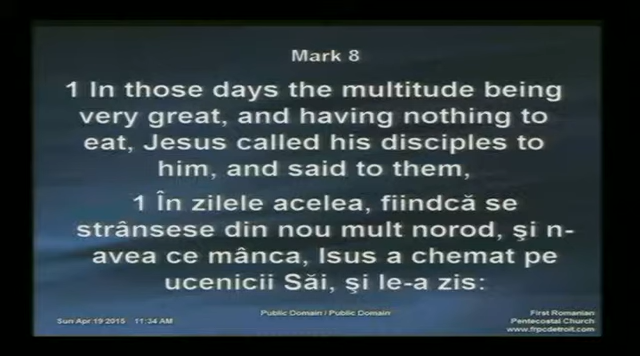 Mark 8
1 In those days the multitude being
very great, and having nothing to
eat, Jesus called his disciples to
him, and said to them,
1 În zilele acelea, fiindcă se
strânsese din nou mult norod, şi n-
avea ce mânca, Isus a chemat pe
ucenicii Săi, şi le-a zis:
Public Domain / Public Domain
Sun Apr 19 2015 11:34 AM
First Romanian
Pentecostal Church
www.frpcdetroit.com